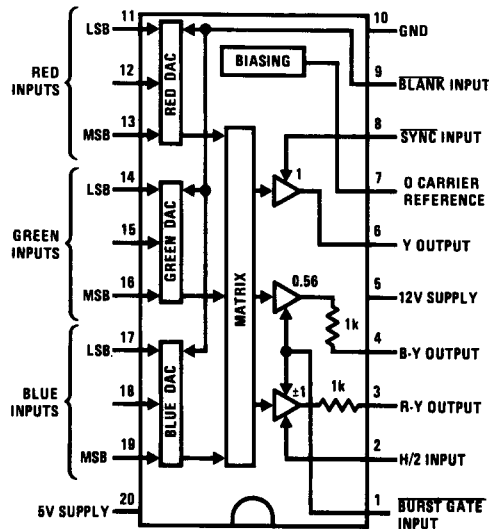 11
LSB
RED
INPUTS
12
13
MSB
RED DAC
14
LSB
GREEN
INPUTS
15
16
MSB
GREEN DAC
17
LSB
BLUE
INPUTS
18
19
MSB
BLUE DAC
5V SUPPLY
20
BIASING
MATRIX
1
0.56
1k
±1
1k
10
GND
9
BLANK INPUT
8
SYNC INPUT
7
O CARRIER
REFERENCE
6
Y OUTPUT
5
12V SUPPLY
4
B-Y OUTPUT
3
R-Y OUTPUT
2
H/2 INPUT
1
BURST GATE
INPUT